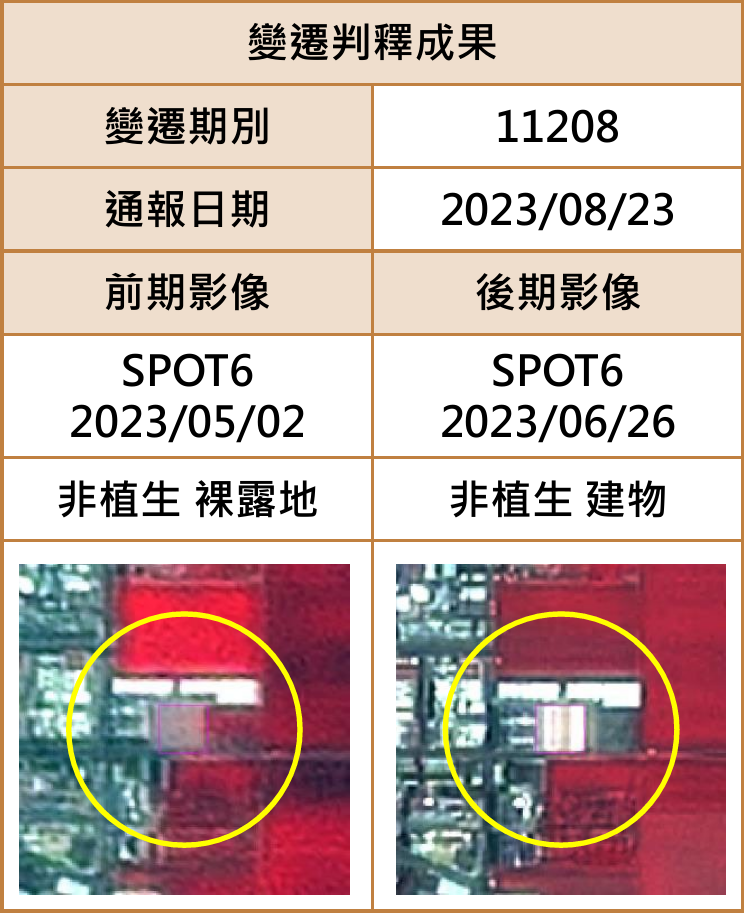 變遷判釋成果
變遷期別 11208
通報日期 2023/08/23
前期影像 後期影像
SPOT6 SPOT6
2023/05/02 2023/06/26
非植生 裸露地 非植生 建物